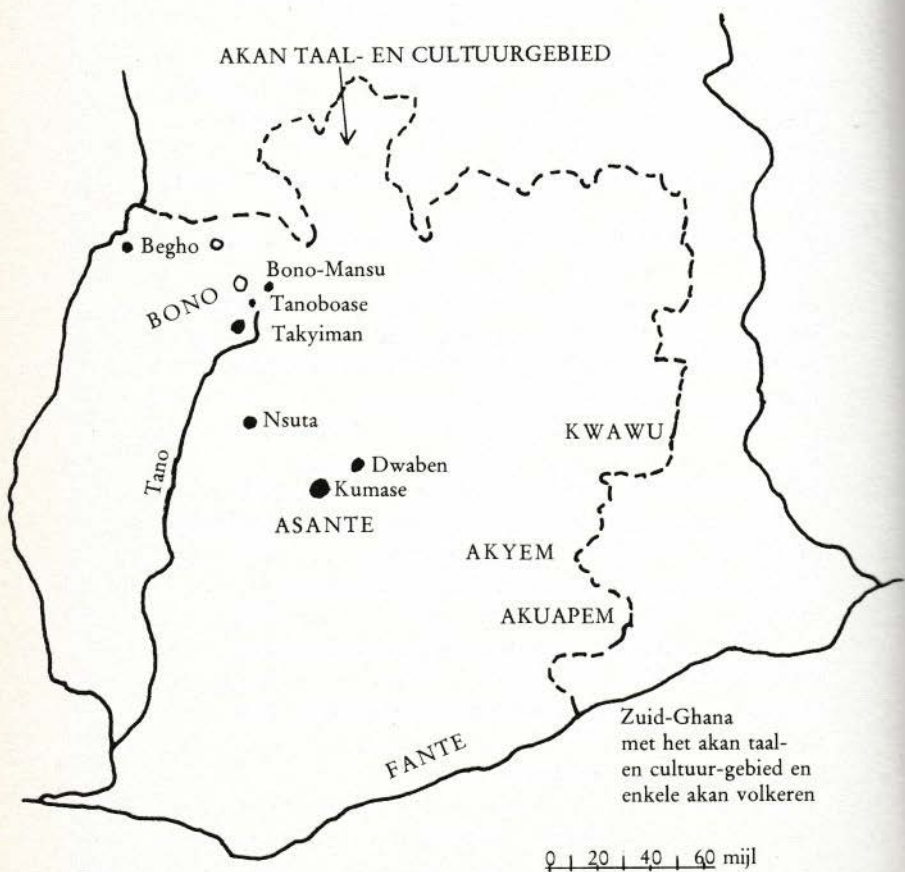 AKAN TAAL- EN CULTUURGEBIED
Begho
Bono-Mansu
BONO
Tanoboase
Takyiman
Nsuta
Tano
KWAWU
Dwaben
Kumase
ASANTE
AKYEM
AKUAPEM
FANTE
Zuid-Ghana
met het akan taal-
en cultuur-gebied en
enkele akan volkeren
0 20 40 60 mijl